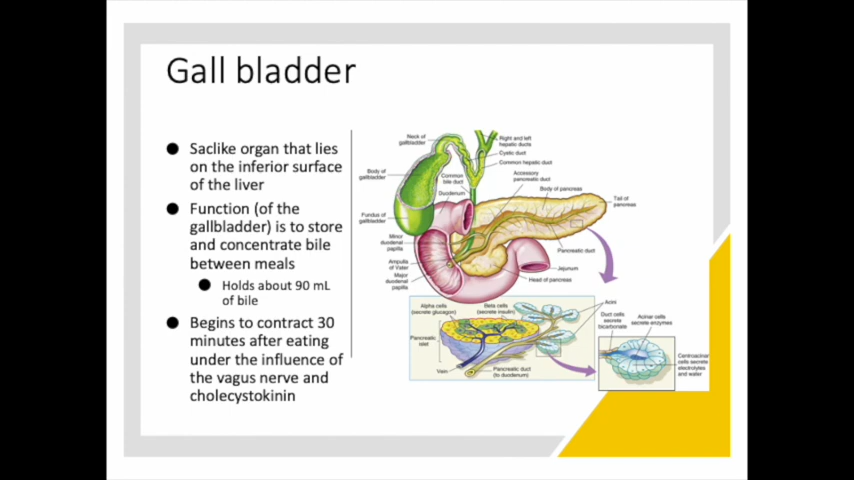 Gall bladder
Saclike organ that lies
on the inferior surface
of the liver
Function (of the
gallbladder) is to store
and concentrate bile
between meals
Holds about 90 mL
of bile
Begins to contract 30
minutes after eating
under the influence of
the vagus nerve and
cholecystokinin
Neck of
gallbladder
Body of
gallbladder
Fundus of
gallbladder
Minor
duodenal
papilla
Ampulla
of Vater
Major
duodenal
papilla
Right and left
hepatic ducts
Cystic duct
Common hepatic duct
Common
bile duct
Duodenum
Accessory
pancreatic duct
Body of pancreas
Tail of
pancreas
Pancreatic duct
Jejunum
Head of pancreas
Alpha cells
(secrete glucagon)
Beta cells
(secrete insulin)
Acini
Pancreatic
islet
Vein
Pancreatic duct
(to duodenum)
Duct cells
secrete
bicarbonate
Acinar cells
secrete enzymes
Centroacinar
cells secrete
electrolytes
and water